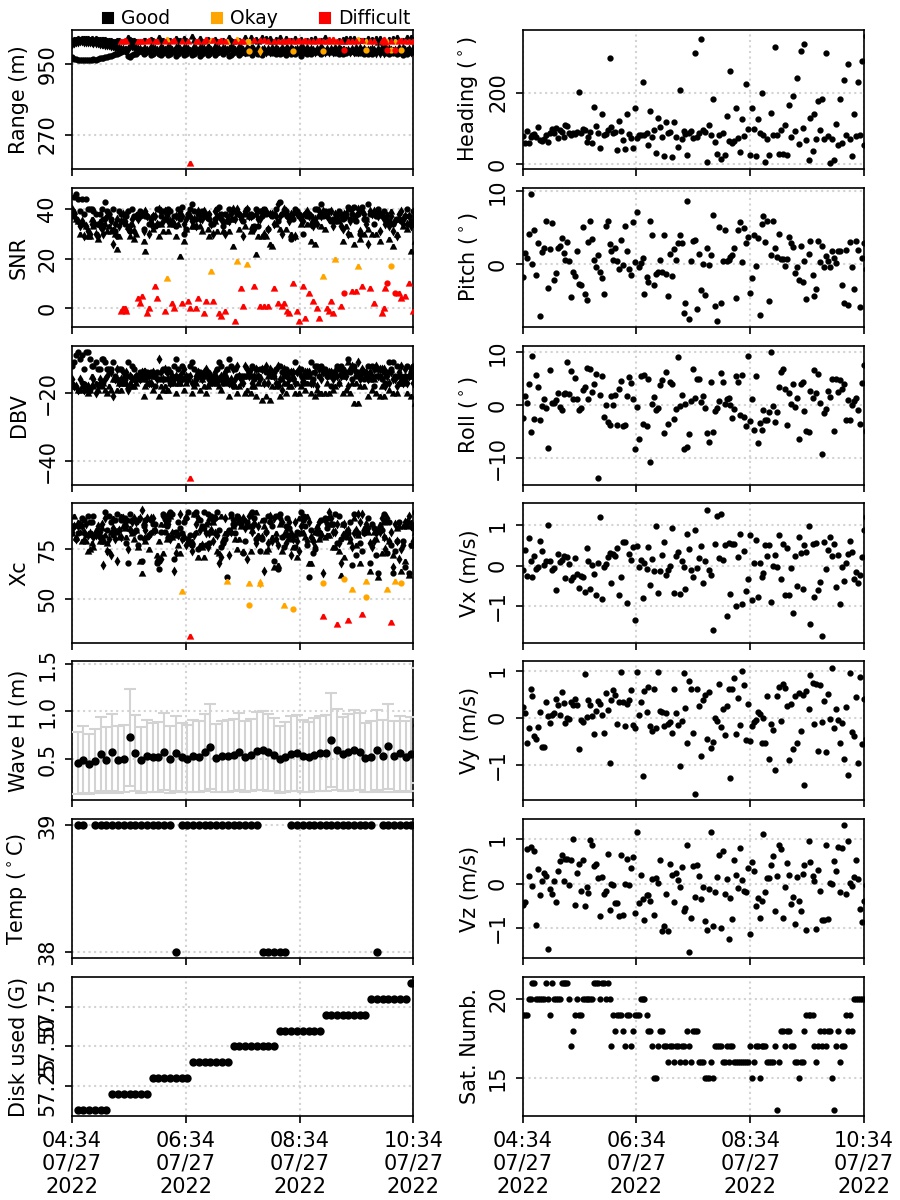 Good Okay Difficult
Range (m)
950
270
Heading (°)
200
0
SNR
40
20
0
Pitch (°)
10
0
DBV
−20
−40
Roll (°)
10
0
−10
Xc
75
50
Vx (m/s)
1
0
−1
Wave H (m)
1.5
1.0
0.5
Vy (m/s)
1
0
−1
Temp (°C)
39
38
Vz (m/s)
1
0
−1
Disk used (G)
Sat. Numb.
20
15
04:34 06:34 08:34 10:34 04:34 06:34 08:34 10:34
07/27 07/27 07/27 07/27 07/27 07/27 07/27 07/27
2022 2022 2022 2022 2022 2022 2022 2022